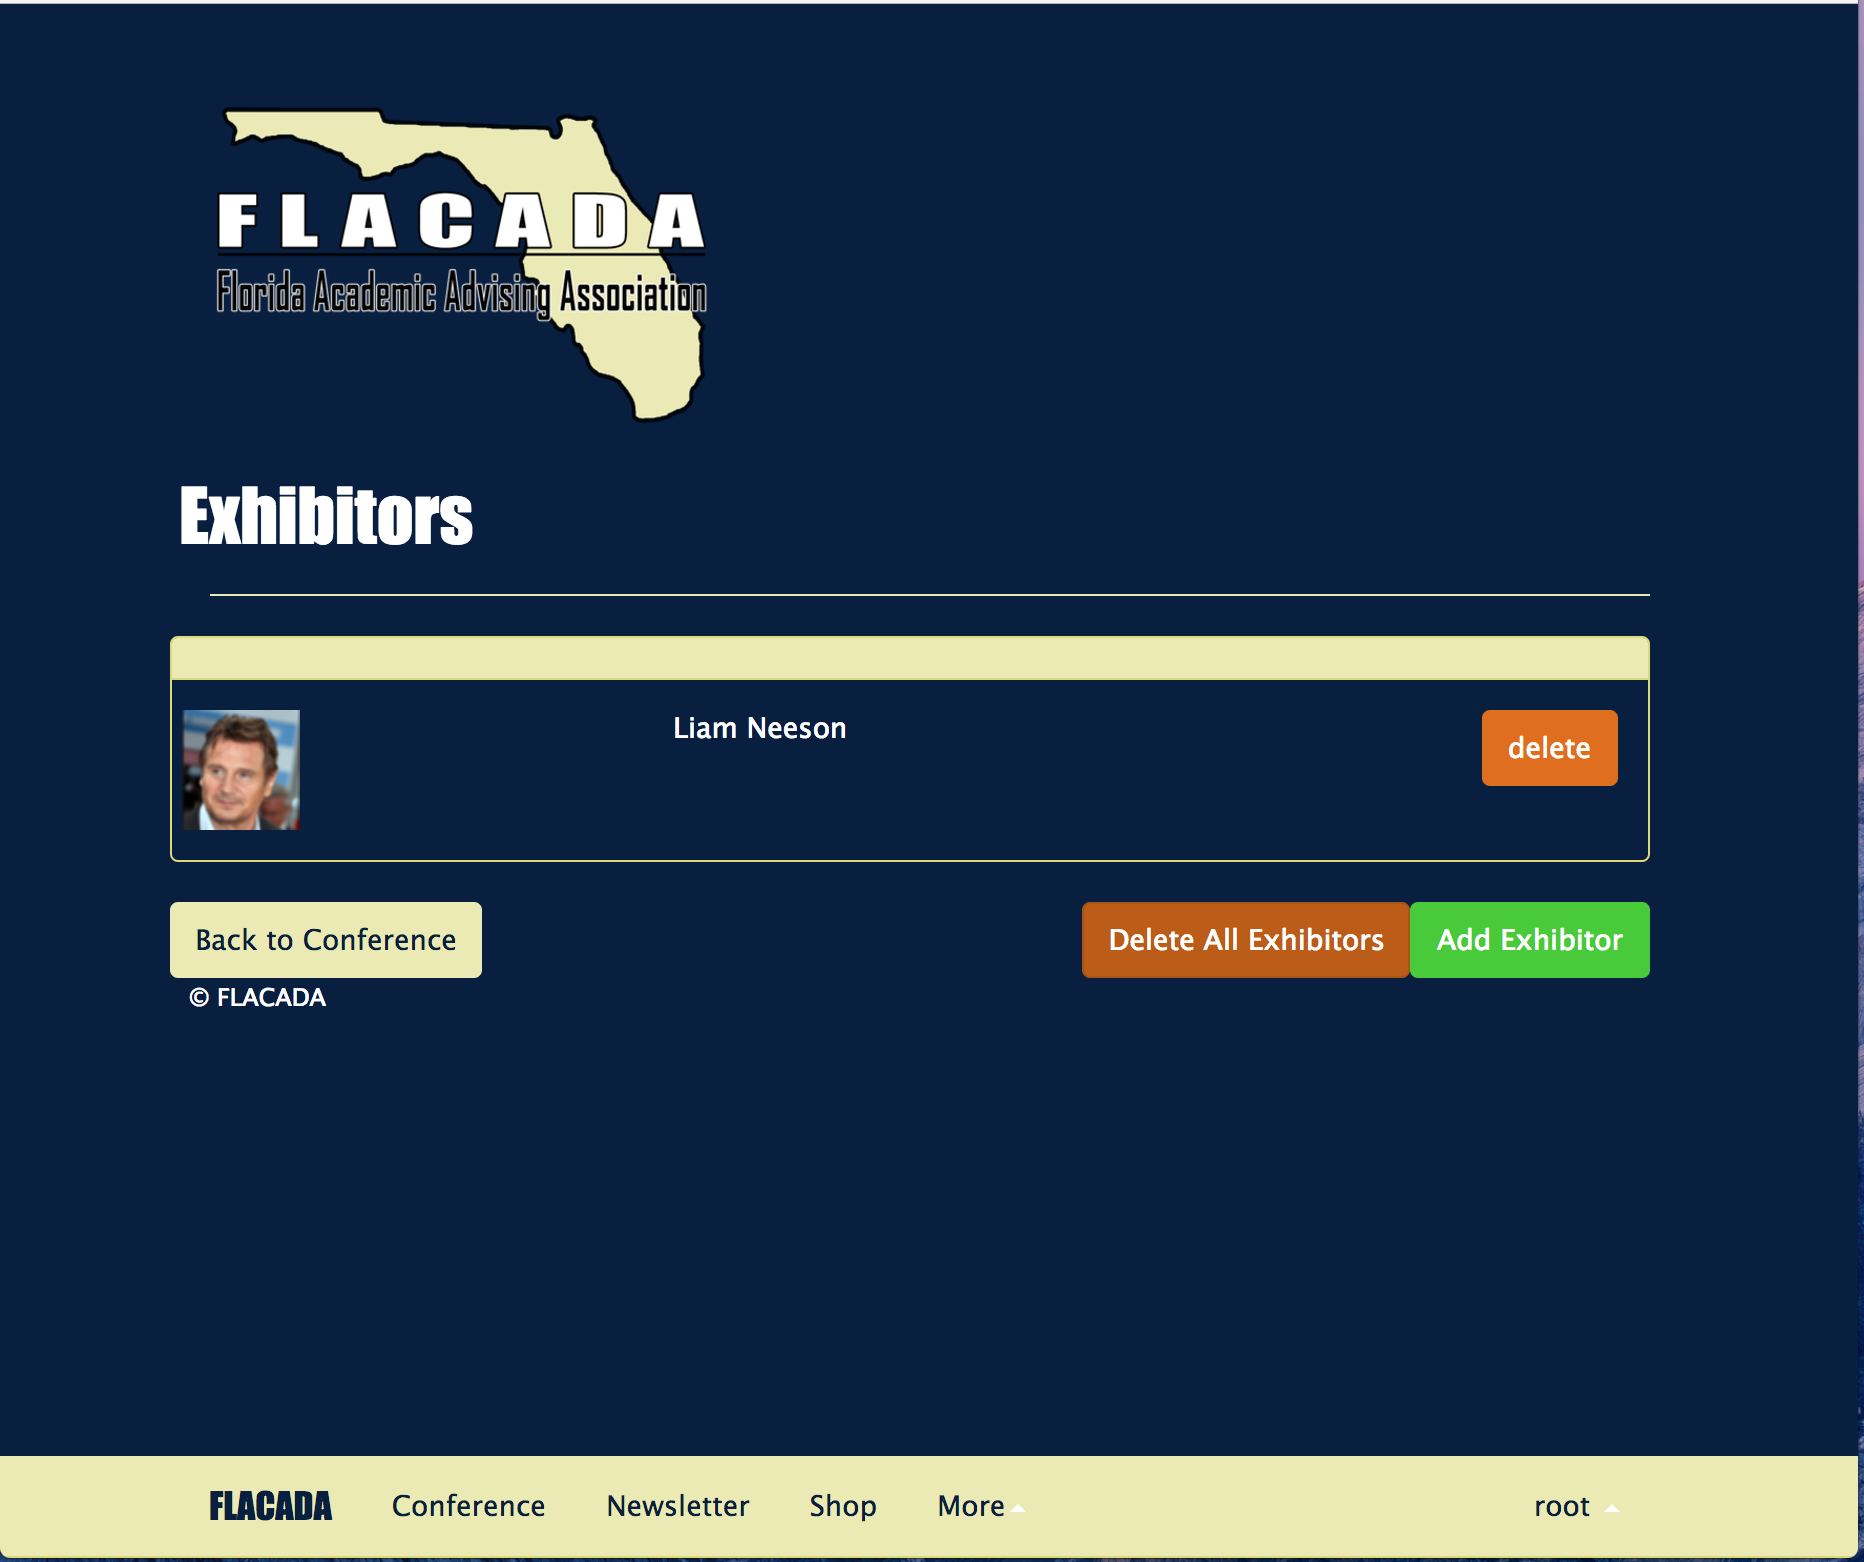 FLACADA
Florida Academic Advising Association
Exhibitors
Liam Neeson
delete
Back to Conference
Delete All Exhibitors
Add Exhibitor
© FLACADA
FLACADA
Conference
Newsletter
Shop
More
root